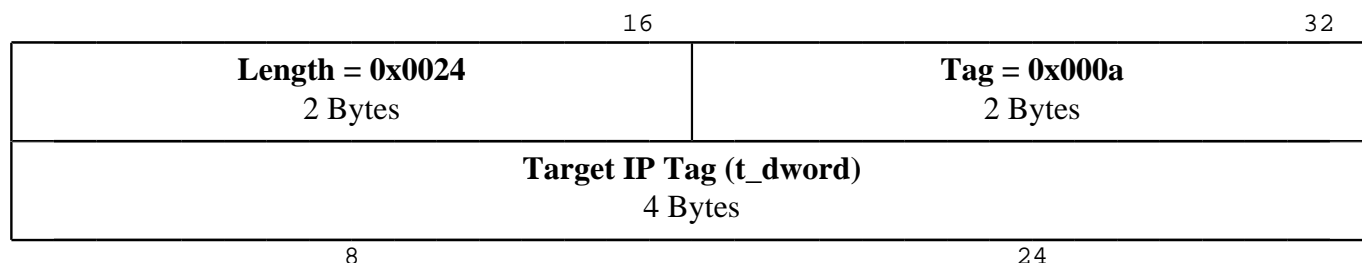 16 32
Length = 0x0024 Tag = 0x000a
2 Bytes 2 Bytes
Target IP Tag (t_dword)
4 Bytes
8 24